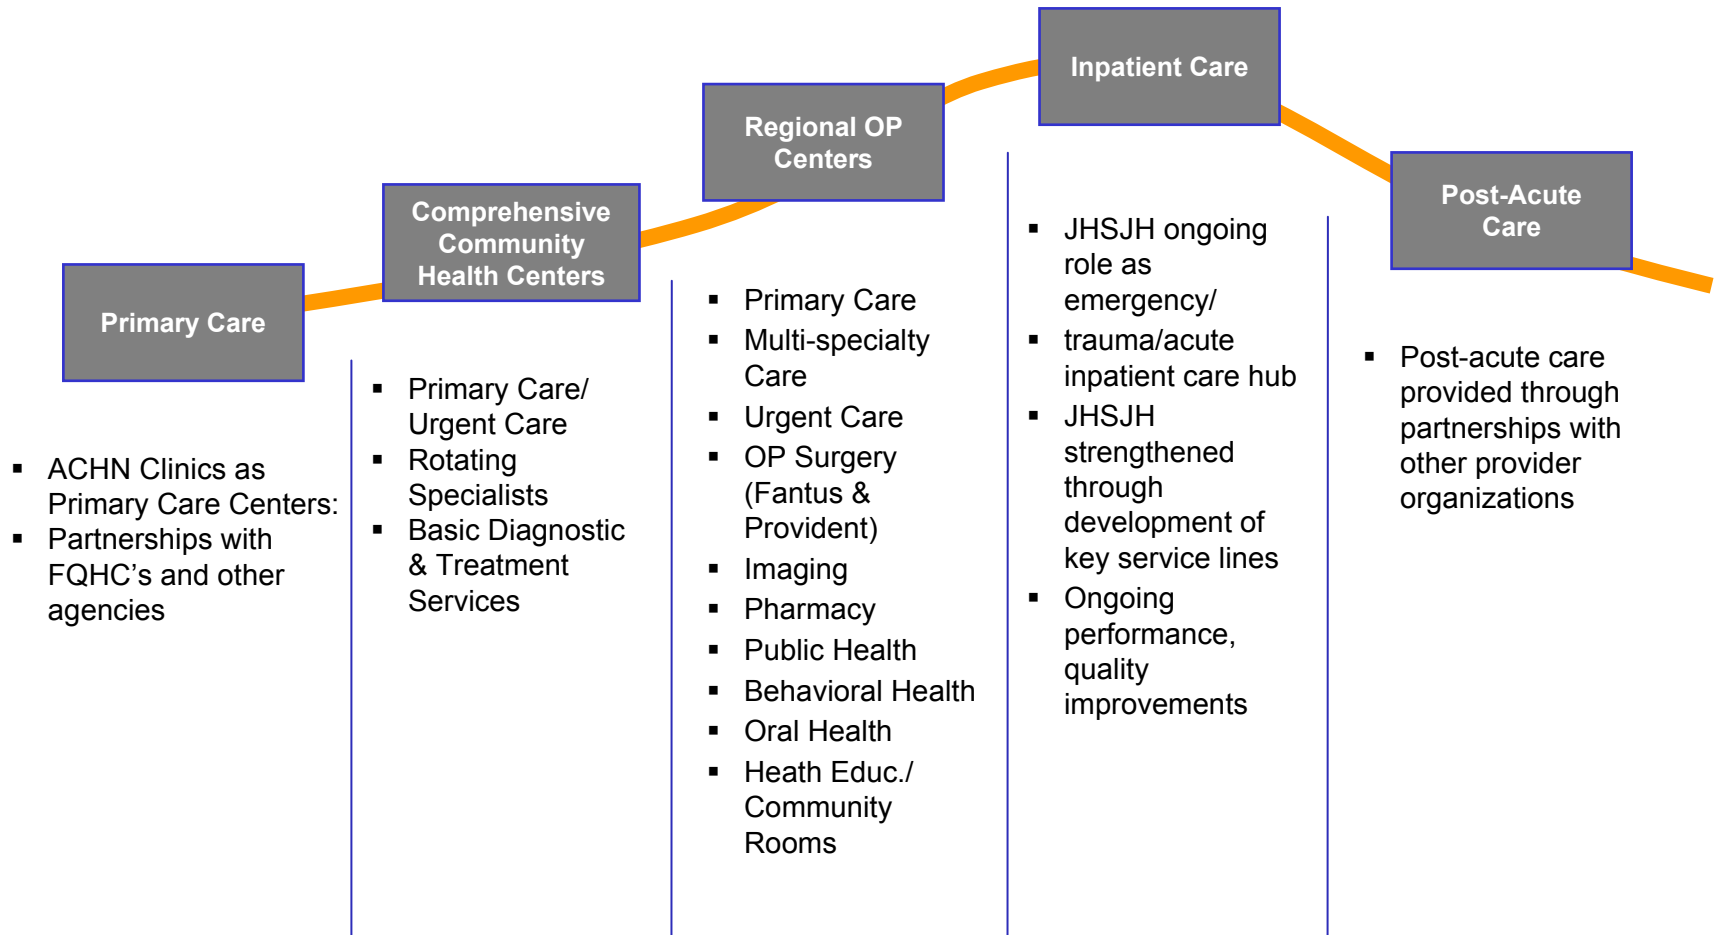 Primary Care
▪ ACHN Clinics as
Primary Care Centers:
▪ Partnerships with
FQHC's and other
agencies
Comprehensive
Community
Health Centers
▪ Primary Care/
Urgent Care
▪ Rotating
Specialists
▪ Basic Diagnostic
& Treatment
Services
Regional OP
Centers
▪ Primary Care
▪ Multi-specialty
Care
▪ Urgent Care
▪ OP Surgery
(Fantus &
Provident)
▪ Imaging
▪ Pharmacy
▪ Public Health
▪ Behavioral Health
▪ Oral Health
▪ Heath Educ./
Community
Rooms
Inpatient Care
▪ JHSJH ongoing
role as
emergency/
▪ trauma/acute
inpatient care hub
▪ JHSJH
strengthened
through
development of
key service lines
▪ Ongoing
performance,
quality
improvements
Post-Acute
Care
▪ Post-acute care
provided through
partnerships with
other provider
organizations